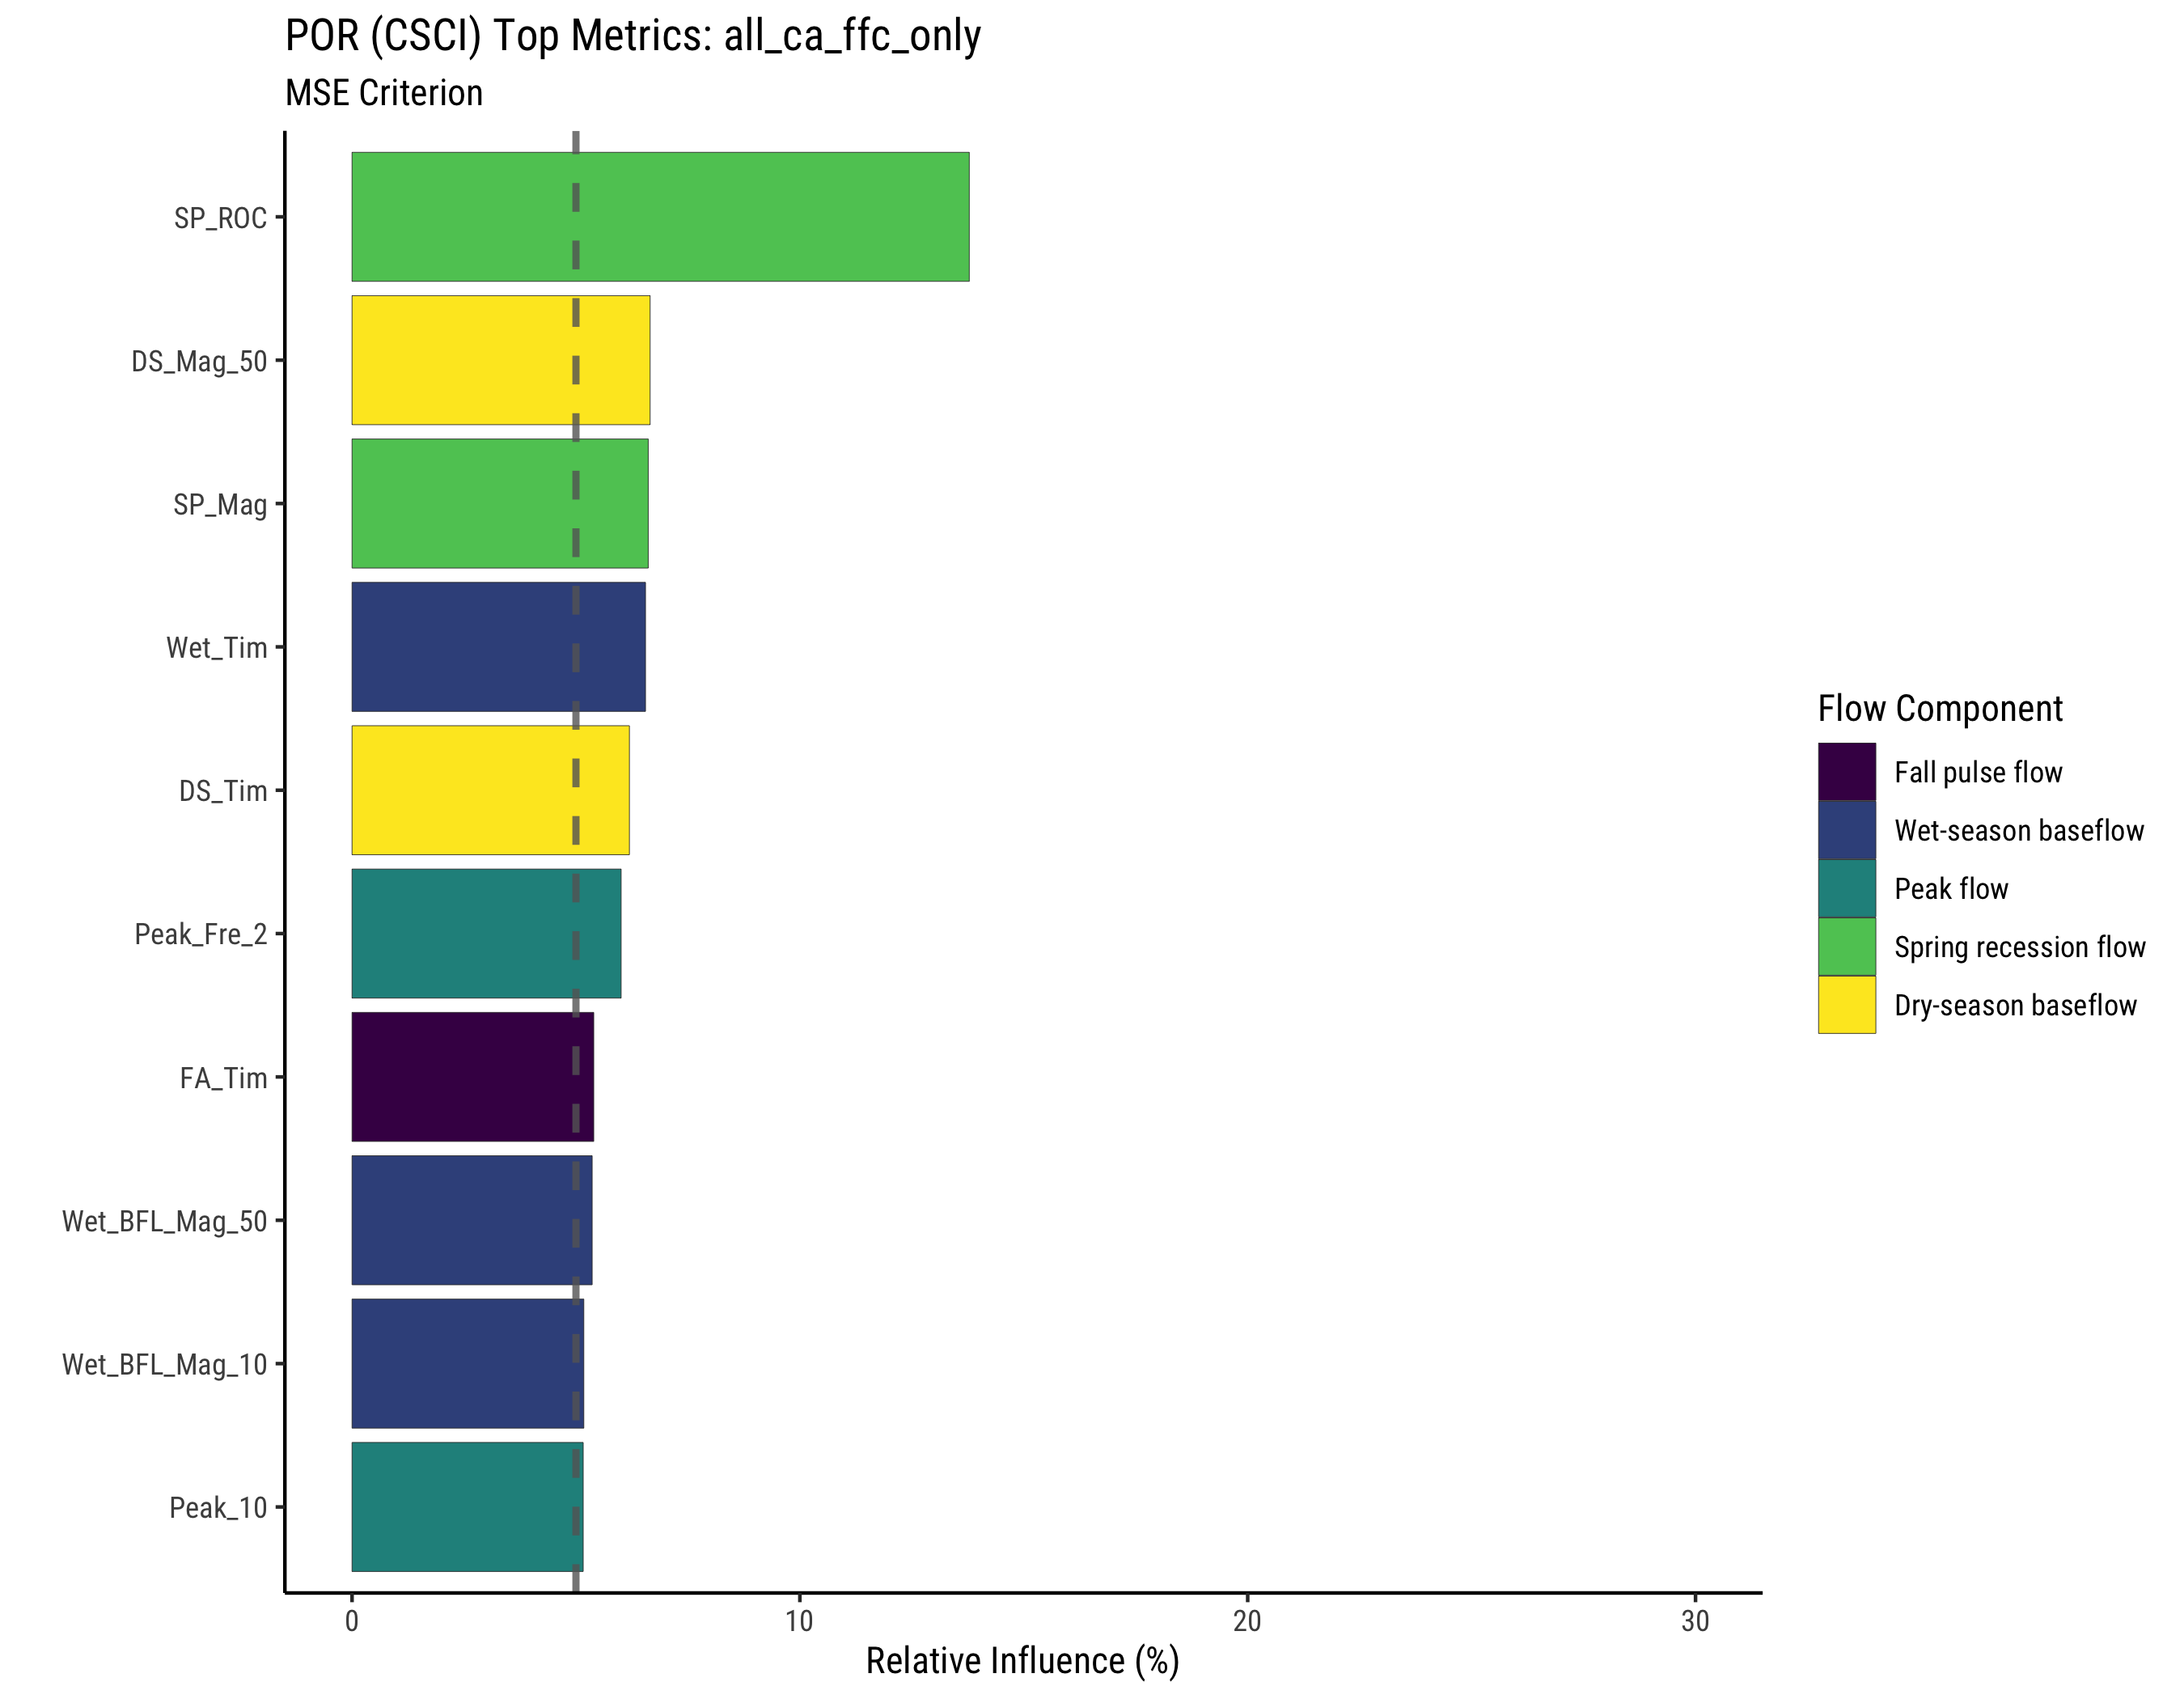 POR (CSCI) Top Metrics: all_ca_ffc_only
MSE Criterion
SP_ROC
DS_Mag_50
SP_Mag
Wet_Tim
DS_Tim
Peak_Fre_2
FA_Tim
Wet_BFL_Mag_50
Wet_BFL_Mag_10
Peak_10
0 10 20 30
Relative Influence (%)
Flow Component
Fall pulse flow
Wet-season baseflow
Peak flow
Spring recession flow
Dry-season baseflow